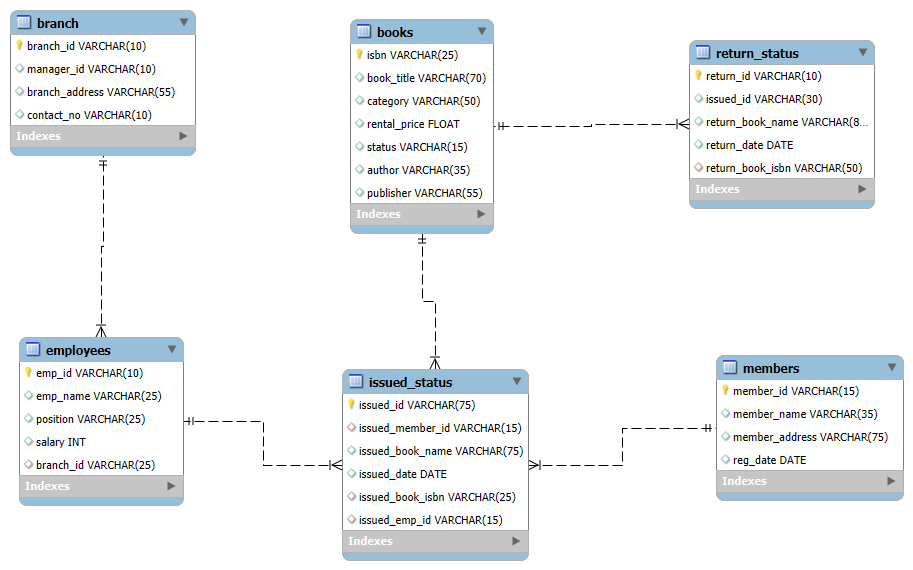 branch
branch_id VARCHAR(10)
manager_id VARCHAR(10)
branch_address VARCHAR(55)
contact_no VARCHAR(10)
Indexes
books
isbn VARCHAR(25)
book_title VARCHAR(70)
category VARCHAR(50)
rental_price FLOAT
status VARCHAR(15)
author VARCHAR(35)
publisher VARCHAR(55)
Indexes
return_status
return_id VARCHAR(10)
issued_id VARCHAR(30)
return_book_name VARCHAR(8...
return_date DATE
return_book_isbn VARCHAR(50)
Indexes
employees
emp_id VARCHAR(10)
emp_name VARCHAR(25)
position VARCHAR(25)
salary INT
branch_id VARCHAR(25)
Indexes
issued_status
issued_id VARCHAR(75)
issued_member_id VARCHAR(15)
issued_book_name VARCHAR(75)
issued_date DATE
issued_book_isbn VARCHAR(25)
issued_emp_id VARCHAR(15)
Indexes
members
member_id VARCHAR(15)
member_name VARCHAR(35)
member_address VARCHAR(75)
reg_date DATE
Indexes